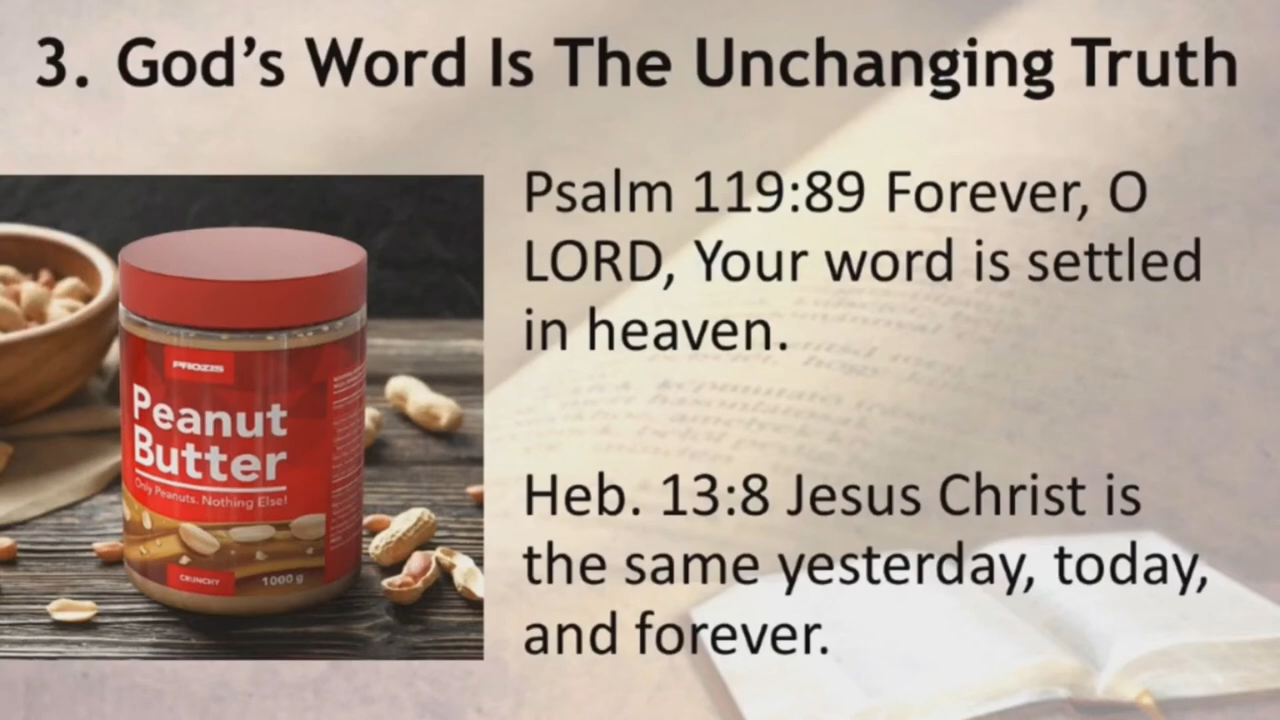 3. God’s Word Is The Unchanging Truth
Psalm 119:89 Forever, O
LORD, Your word is settled
in heaven.
Heb. 13:8 Jesus Christ is
the same yesterday, today,
and forever.
PROZIS
Peanut
Butter
Only Peanuts. Nothing Else!
CRUNCHY
1000 g